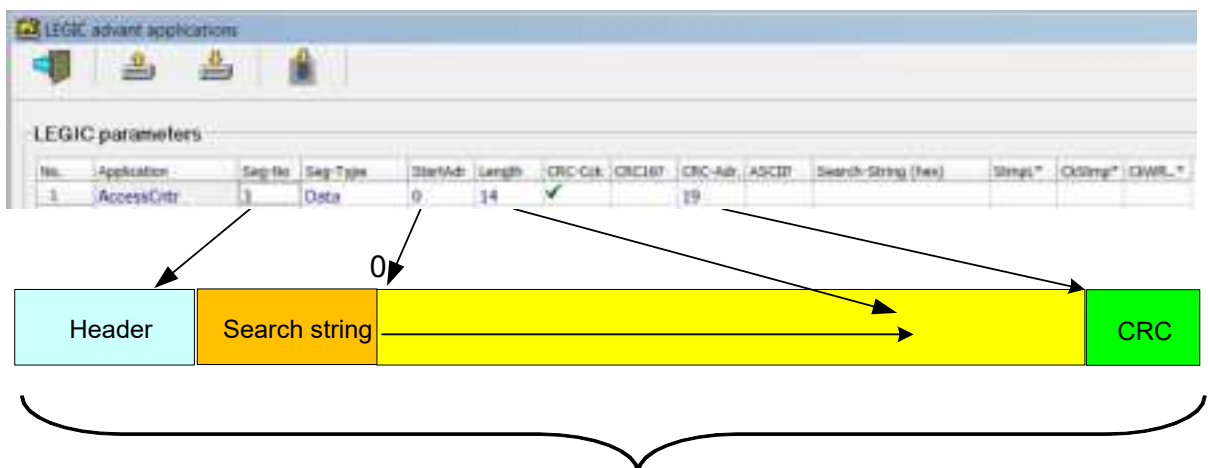 LEGIC advant applications
LEGIC parameters
No. Application Seg-No Seg-Type StartAdr Length CRC-Cck CRC16? CRC-Adr. ASCII? Search-String (hex)
1 AccessCntr 1 Data 0 14 ✓ 19
0
Header Search string CRC